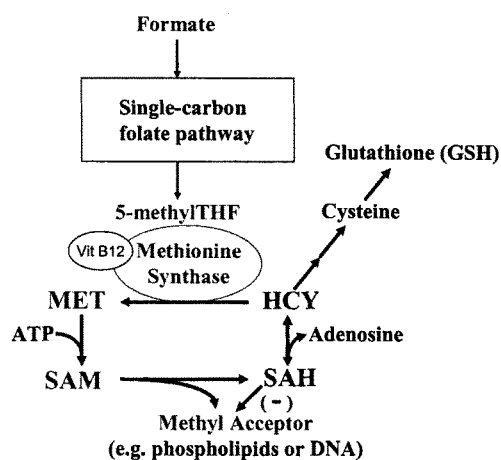 Formate
Single-carbon
folate pathway
Glutathione (GSH)
5-methylTHF
Cysteine
Vit B12
Methionine
Synthase
MET
HCY
ATP
Adenosine
SAM
SAH
(-)
Methyl Acceptor
(e.g. phospholipids or DNA)